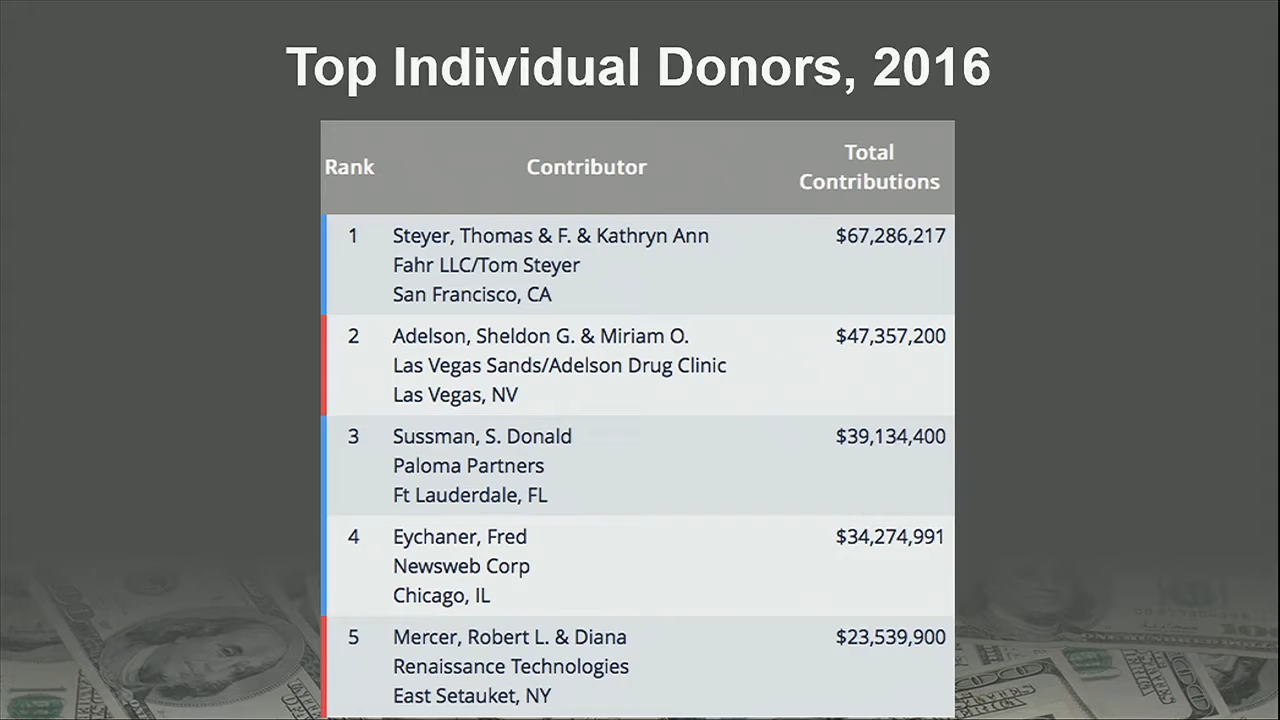 Top Individual Donors, 2016
Rank Contributor Total Contributions
1 Steyer, Thomas & F. & Kathryn Ann $67,286,217
Fahr LLC/Tom Steyer
San Francisco, CA
2 Adelson, Sheldon G. & Miriam O. $47,357,200
Las Vegas Sands/Adelson Drug Clinic
Las Vegas, NV
3 Sussman, S. Donald $39,134,400
Paloma Partners
Ft Lauderdale, FL
4 Eychaner, Fred $34,274,991
Newsweb Corp
Chicago, IL
5 Mercer, Robert L. & Diana $23,539,900
Renaissance Technologies
East Setauket, NY